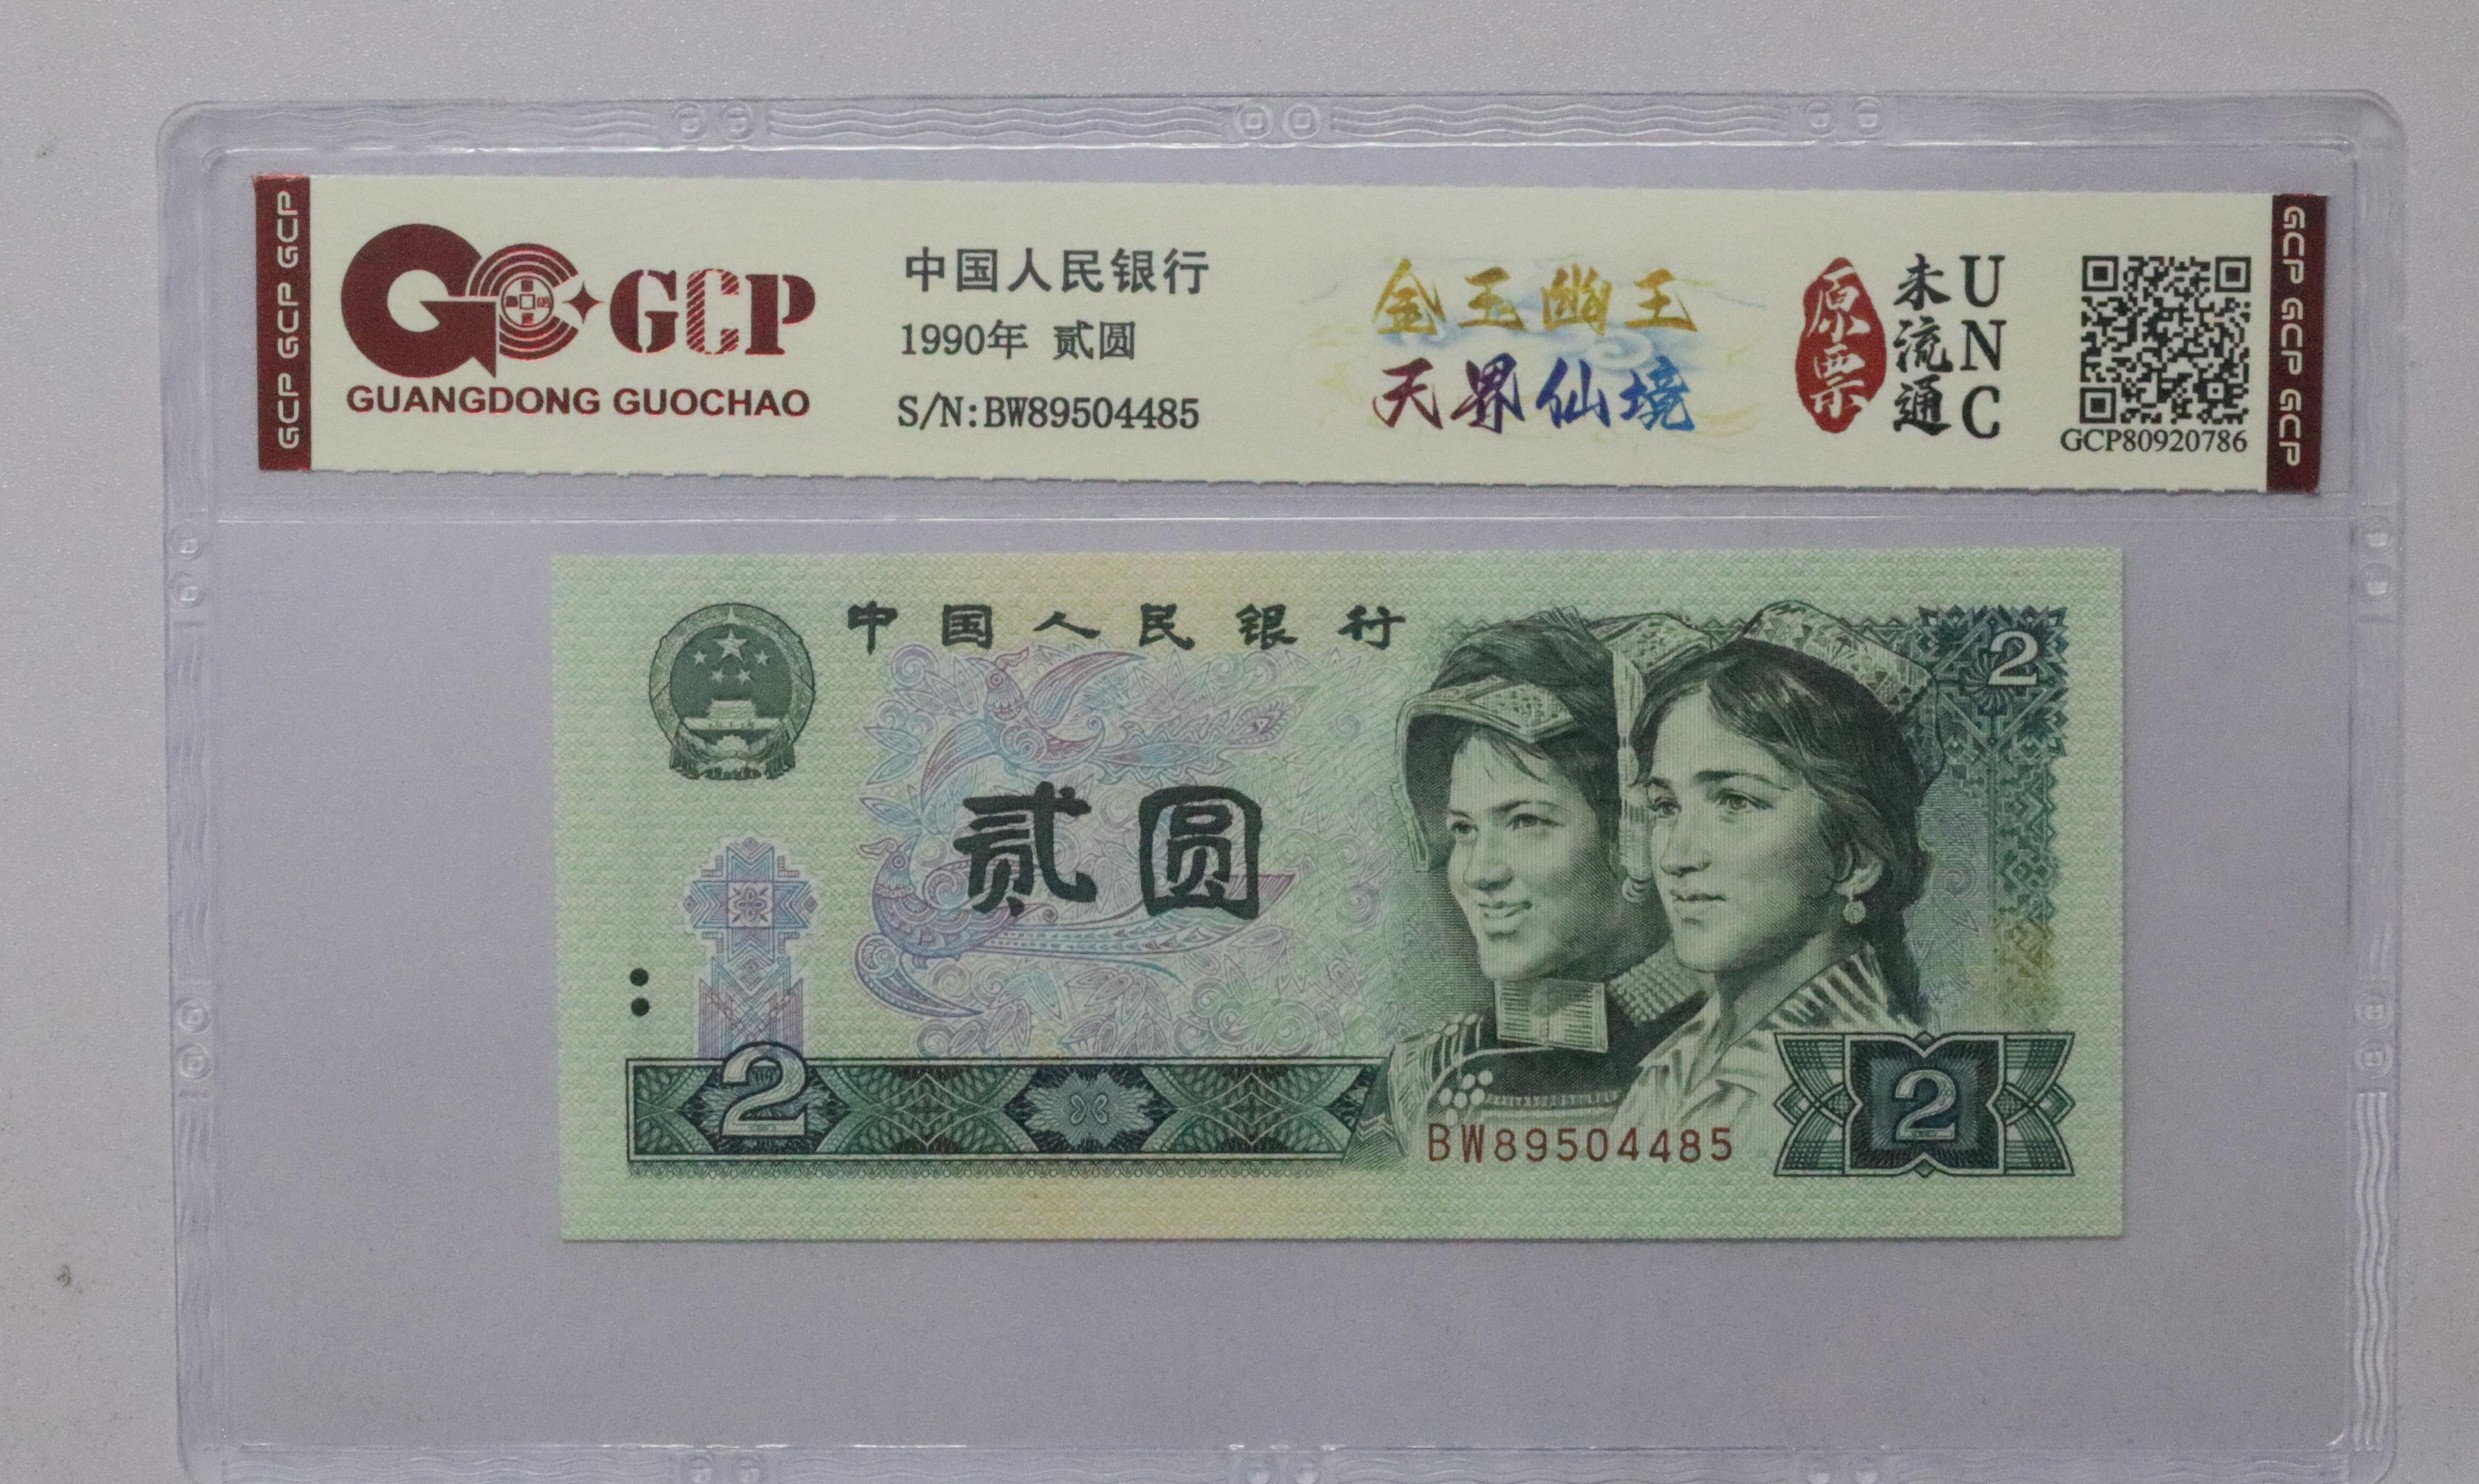 GCP GCP GCP
GCP
GUANGDONG GUOCHAO
中国人民银行
1990年 贰圆
S/N:BW89504485
金玉幽王
天界仙境
原票
未流通
UNC
GCP80920786
GCP GCP GCP
中国人民银行
2
贰圆
2
BW89504485
2